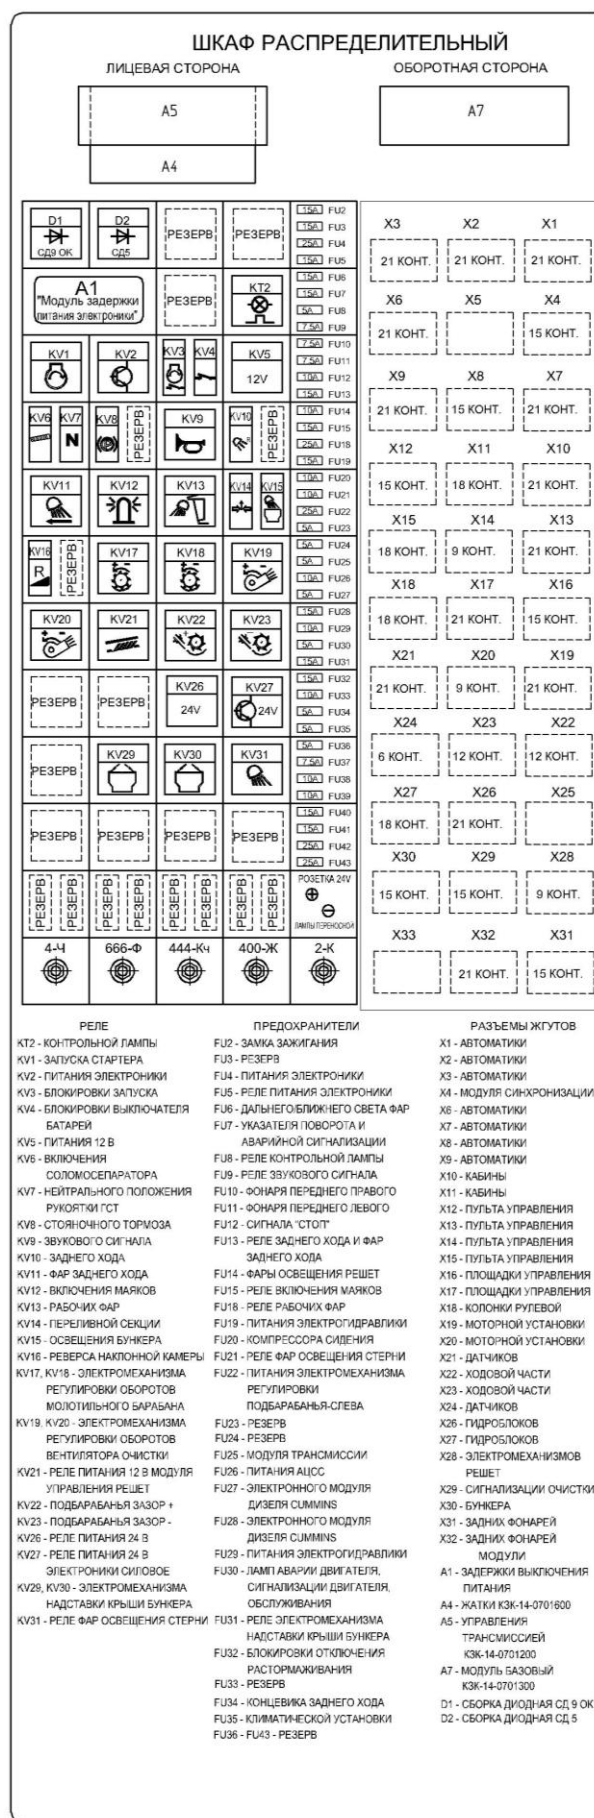 ШКАФ РАСПРЕДЕЛИТЕЛЬНЫЙ
ЛИЦЕВАЯ СТОРОНА
ОБОРОТНАЯ СТОРОНА
A5
A7
A4
D1 D2 РЕЗЕРВ РЕЗЕРВ
СД9 ОК СД5
15A FU2
15A FU3
25A FU4
15A FU5
A1
"Модуль задержки
питания электроники"
РЕЗЕРВ
KT2
15A FU6
15A FU7
5A FU8
7.5A FU9
KV1 KV2 KV3 KV4 KV5
12V
7.5A FU10
7.5A FU11
10A FU12
15A FU13
KV6 KV7 KV8 РЕЗЕРВ KV9 KV10 РЕЗЕРВ
N
10A FU14
15A FU15
25A FU18
15A FU19
KV11 KV12 KV13 KV14 KV15
10A FU20
10A FU21
25A FU22
5A FU23
KV16 РЕЗЕРВ KV17 KV18 KV19
R
5A FU24
5A FU25
10A FU26
5A FU27
KV20 KV21 KV22 KV23
15A FU28
10A FU29
5A FU30
15A FU31
РЕЗЕРВ РЕЗЕРВ KV26 KV27
24V 24V
15A FU32
10A FU33
5A FU34
5A FU35
РЕЗЕРВ KV29 KV30 KV31
5A FU36
7.5A FU37
10A FU38
10A FU39
РЕЗЕРВ РЕЗЕРВ РЕЗЕРВ РЕЗЕРВ
15A FU40
15A FU41
25A FU42
25A FU43
РЕЗЕРВ РЕЗЕРВ РЕЗЕРВ РЕЗЕРВ РЕЗЕРВ РЕЗЕРВ РЕЗЕРВ РЕЗЕРВ
РОЗЕТКА 24V
ЛАМПЫ ПЕРЕНОСНОЙ
4-Ч 666-Ф 444-Кч 400-Ж 2-К
X3 X2 X1
21 КОНТ. 21 КОНТ. 21 КОНТ.
X6 X5 X4
21 КОНТ. 15 КОНТ.
X9 X8 X7
21 КОНТ. 15 КОНТ. 21 КОНТ.
X12 X11 X10
15 КОНТ. 18 КОНТ. 21 КОНТ.
X15 X14 X13
18 КОНТ. 9 КОНТ. 21 КОНТ.
X18 X17 X16
18 КОНТ. 21 КОНТ. 15 КОНТ.
X21 X20 X19
21 КОНТ. 9 КОНТ. 21 КОНТ.
X24 X23 X22
6 КОНТ. 12 КОНТ. 12 КОНТ.
X27 X26 X25
18 КОНТ. 21 КОНТ.
X30 X29 X28
15 КОНТ. 15 КОНТ. 9 КОНТ.
X33 X32 X31
21 КОНТ. 15 КОНТ.
РЕЛЕ
KT2 - КОНТРОЛЬНОЙ ЛАМПЫ
KV1 - ЗАПУСКА СТАРТЕРА
KV2 - ПИТАНИЯ ЭЛЕКТРОНИКИ
KV3 - БЛОКИРОВКИ ЗАПУСКА
KV4 - БЛОКИРОВКИ ВЫКЛЮЧАТЕЛЯ
БАТАРЕЙ
KV5 - ПИТАНИЯ 12 В
KV6 - ВКЛЮЧЕНИЯ
СОЛОМОСЕПАРАТОРА
KV7 - НЕЙТРАЛЬНОГО ПОЛОЖЕНИЯ
РУКОЯТКИ ГСТ
KV8 - СТОЯНОЧНОГО ТОРМОЗА
KV9 - ЗВУКОВОГО СИГНАЛА
KV10 - ЗАДНЕГО ХОДА
KV11 - ФАР ЗАДНЕГО ХОДА
KV12 - ВКЛЮЧЕНИЯ МАЯКОВ
KV13 - РАБОЧИХ ФАР
KV14 - ПЕРЕЛИВНОЙ СЕКЦИИ
KV15 - ОСВЕЩЕНИЯ БУНКЕРА
KV16 - РЕВЕРСА НАКЛОННОЙ КАМЕРЫ
KV17, KV18 - ЭЛЕКТРОМЕХАНИЗМА
РЕГУЛИРОВКИ ОБОРОТОВ
МОЛОТИЛЬНОГО БАРАБАНА
KV19, KV20 - ЭЛЕКТРОМЕХАНИЗМА
РЕГУЛИРОВКИ ОБОРОТОВ
ВЕНТИЛЯТОРА ОЧИСТКИ
KV21 - РЕЛЕ ПИТАНИЯ 12 В МОДУЛЯ
УПРАВЛЕНИЯ РЕШЕТ
KV22 - ПОДБАРАБАНЬЯ ЗАЗОР +
KV23 - ПОДБАРАБАНЬЯ ЗАЗОР -
KV26 - РЕЛЕ ПИТАНИЯ 24 В
KV27 - РЕЛЕ ПИТАНИЯ 24 В
ЭЛЕКТРОНИКИ СИЛОВОЕ
KV29, KV30 - ЭЛЕКТРОМЕХАНИЗМА
НАДСТАВКИ КРЫШИ БУНКЕРА
KV31 - РЕЛЕ ФАР ОСВЕЩЕНИЯ СТЕРНИ
ПРЕДОХРАНИТЕЛИ
FU2 - ЗАМКА ЗАЖИГАНИЯ
FU3 - РЕЗЕРВ
FU4 - ПИТАНИЯ ЭЛЕКТРОНИКИ
FU5 - РЕЛЕ ПИТАНИЯ ЭЛЕКТРОНИКИ
FU6 - ДАЛЬНЕГО/БЛИЖНЕГО СВЕТА ФАР
FU7 - УКАЗАТЕЛЯ ПОВОРОТА И
АВАРИЙНОЙ СИГНАЛИЗАЦИИ
FU8 - РЕЛЕ КОНТРОЛЬНОЙ ЛАМПЫ
FU9 - РЕЛЕ ЗВУКОВОГО СИГНАЛА
FU10 - ФОНАРЯ ПЕРЕДНЕГО ПРАВОГО
FU11 - ФОНАРЯ ПЕРЕДНЕГО ЛЕВОГО
FU12 - СИГНАЛА "СТОП"
FU13 - РЕЛЕ ЗАДНЕГО ХОДА И ФАР
ЗАДНЕГО ХОДА
FU14 - ФАРЫ ОСВЕЩЕНИЯ РЕШЕТ
FU15 - РЕЛЕ ВКЛЮЧЕНИЯ МАЯКОВ
FU18 - РЕЛЕ РАБОЧИХ ФАР
FU19 - ПИТАНИЯ ЭЛЕКТРОГИДРАВЛИКИ
FU20 - КОМПРЕССОРА СИДЕНИЯ
FU21 - РЕЛЕ ФАР ОСВЕЩЕНИЯ СТЕРНИ
FU22 - ПИТАНИЯ ЭЛЕКТРОМЕХАНИЗМА
РЕГУЛИРОВКИ
ПОДБАРАБАНЬЯ-СЛЕВА
FU23 - РЕЗЕРВ
FU24 - РЕЗЕРВ
FU25 - МОДУЛЯ ТРАНСМИССИИ
FU26 - ПИТАНИЯ АЦСС
FU27 - ЭЛЕКТРОННОГО МОДУЛЯ
ДИЗЕЛЯ CUMMINS
FU28 - ЭЛЕКТРОННОГО МОДУЛЯ
ДИЗЕЛЯ CUMMINS
FU29 - ПИТАНИЯ ЭЛЕКТРОГИДРАВЛИКИ
FU30 - ЛАМП АВАРИИ ДВИГАТЕЛЯ,
СИГНАЛИЗАЦИИ ДВИГАТЕЛЯ,
ОБСЛУЖИВАНИЯ
FU31 - РЕЛЕ ЭЛЕКТРОМЕХАНИЗМА
НАДСТАВКИ КРЫШИ БУНКЕРА
FU32 - БЛОКИРОВКИ ОТКЛЮЧЕНИЯ
РАСТОРМАЖИВАНИЯ
FU33 - РЕЗЕРВ
FU34 - КОНЦЕВИКА ЗАДНЕГО ХОДА
FU35 - КЛИМАТИЧЕСКОЙ УСТАНОВКИ
FU36 - FU43 - РЕЗЕРВ
РАЗЪЕМЫ ЖГУТОВ
X1 - АВТОМАТИКИ
X2 - АВТОМАТИКИ
X3 - АВТОМАТИКИ
X4 - МОДУЛЯ СИНХРОНИЗАЦИИ
X6 - АВТОМАТИКИ
X7 - АВТОМАТИКИ
X8 - АВТОМАТИКИ
X9 - АВТОМАТИКИ
X10 - КАБИНЫ
X11 - КАБИНЫ
X12 - ПУЛЬТА УПРАВЛЕНИЯ
X13 - ПУЛЬТА УПРАВЛЕНИЯ
X14 - ПУЛЬТА УПРАВЛЕНИЯ
X15 - ПУЛЬТА УПРАВЛЕНИЯ
X16 - ПЛОЩАДКИ УПРАВЛЕНИЯ
X17 - ПЛОЩАДКИ УПРАВЛЕНИЯ
X18 - КОЛОНКИ РУЛЕВОЙ
X19 - МОТОРНОЙ УСТАНОВКИ
X20 - МОТОРНОЙ УСТАНОВКИ
X21 - ДАТЧИКОВ
X22 - ХОДОВОЙ ЧАСТИ
X23 - ХОДОВОЙ ЧАСТИ
X24 - ДАТЧИКОВ
X26 - ГИДРОБЛОКОВ
X27 - ГИДРОБЛОКОВ
X28 - ЭЛЕКТРОМЕХАНИЗМОВ
РЕШЕТ
X29 - СИГНАЛИЗАЦИИ ОЧИСТКИ
X30 - БУНКЕРА
X31 - ЗАДНИХ ФОНАРЕЙ
X32 - ЗАДНИХ ФОНАРЕЙ
МОДУЛИ
A1 - ЗАДЕРЖКИ ВЫКЛЮЧЕНИЯ
ПИТАНИЯ
A4 - ЖАТКИ КЗК-14-0701600
A5 - УПРАВЛЕНИЯ
ТРАНСМИССИЕЙ
КЗК-14-0701200
A7 - МОДУЛЬ БАЗОВЫЙ
КЗК-14-0701300
D1 - СБОРКА ДИОДНАЯ СД 9 ОК
D2 - СБОРКА ДИОДНАЯ СД 5